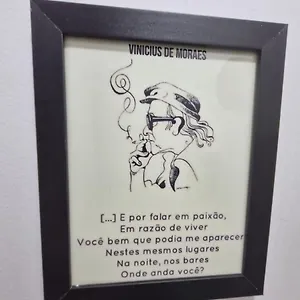 VINICIUS DE MORAES
[...] E por falar em paixão,
Em razão de viver
Você bem que podia me aparecer
Nestes mesmos lugares
Na noite, nos bares
Onde anda você?